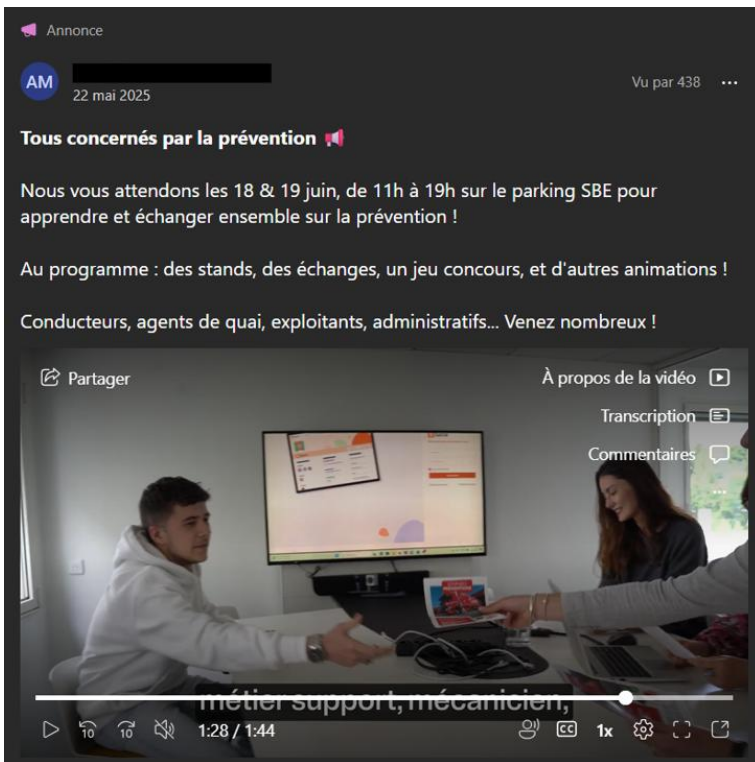 Annonce
AM
22 mai 2025
Vu par 438
Tous concernés par la prévention
Nous vous attendons les 18 & 19 juin, de 11h à 19h sur le parking SBE pour
apprendre et échanger ensemble sur la prévention !
Au programme : des stands, des échanges, un jeu concours, et d'autres animations !
Conducteurs, agents de quai, exploitants, administratifs... Venez nombreux !
Partager
À propos de la vidéo
Transcription
Commentaires
métier support, mécanicien,
10
10
1:28 / 1:44
CC
1x